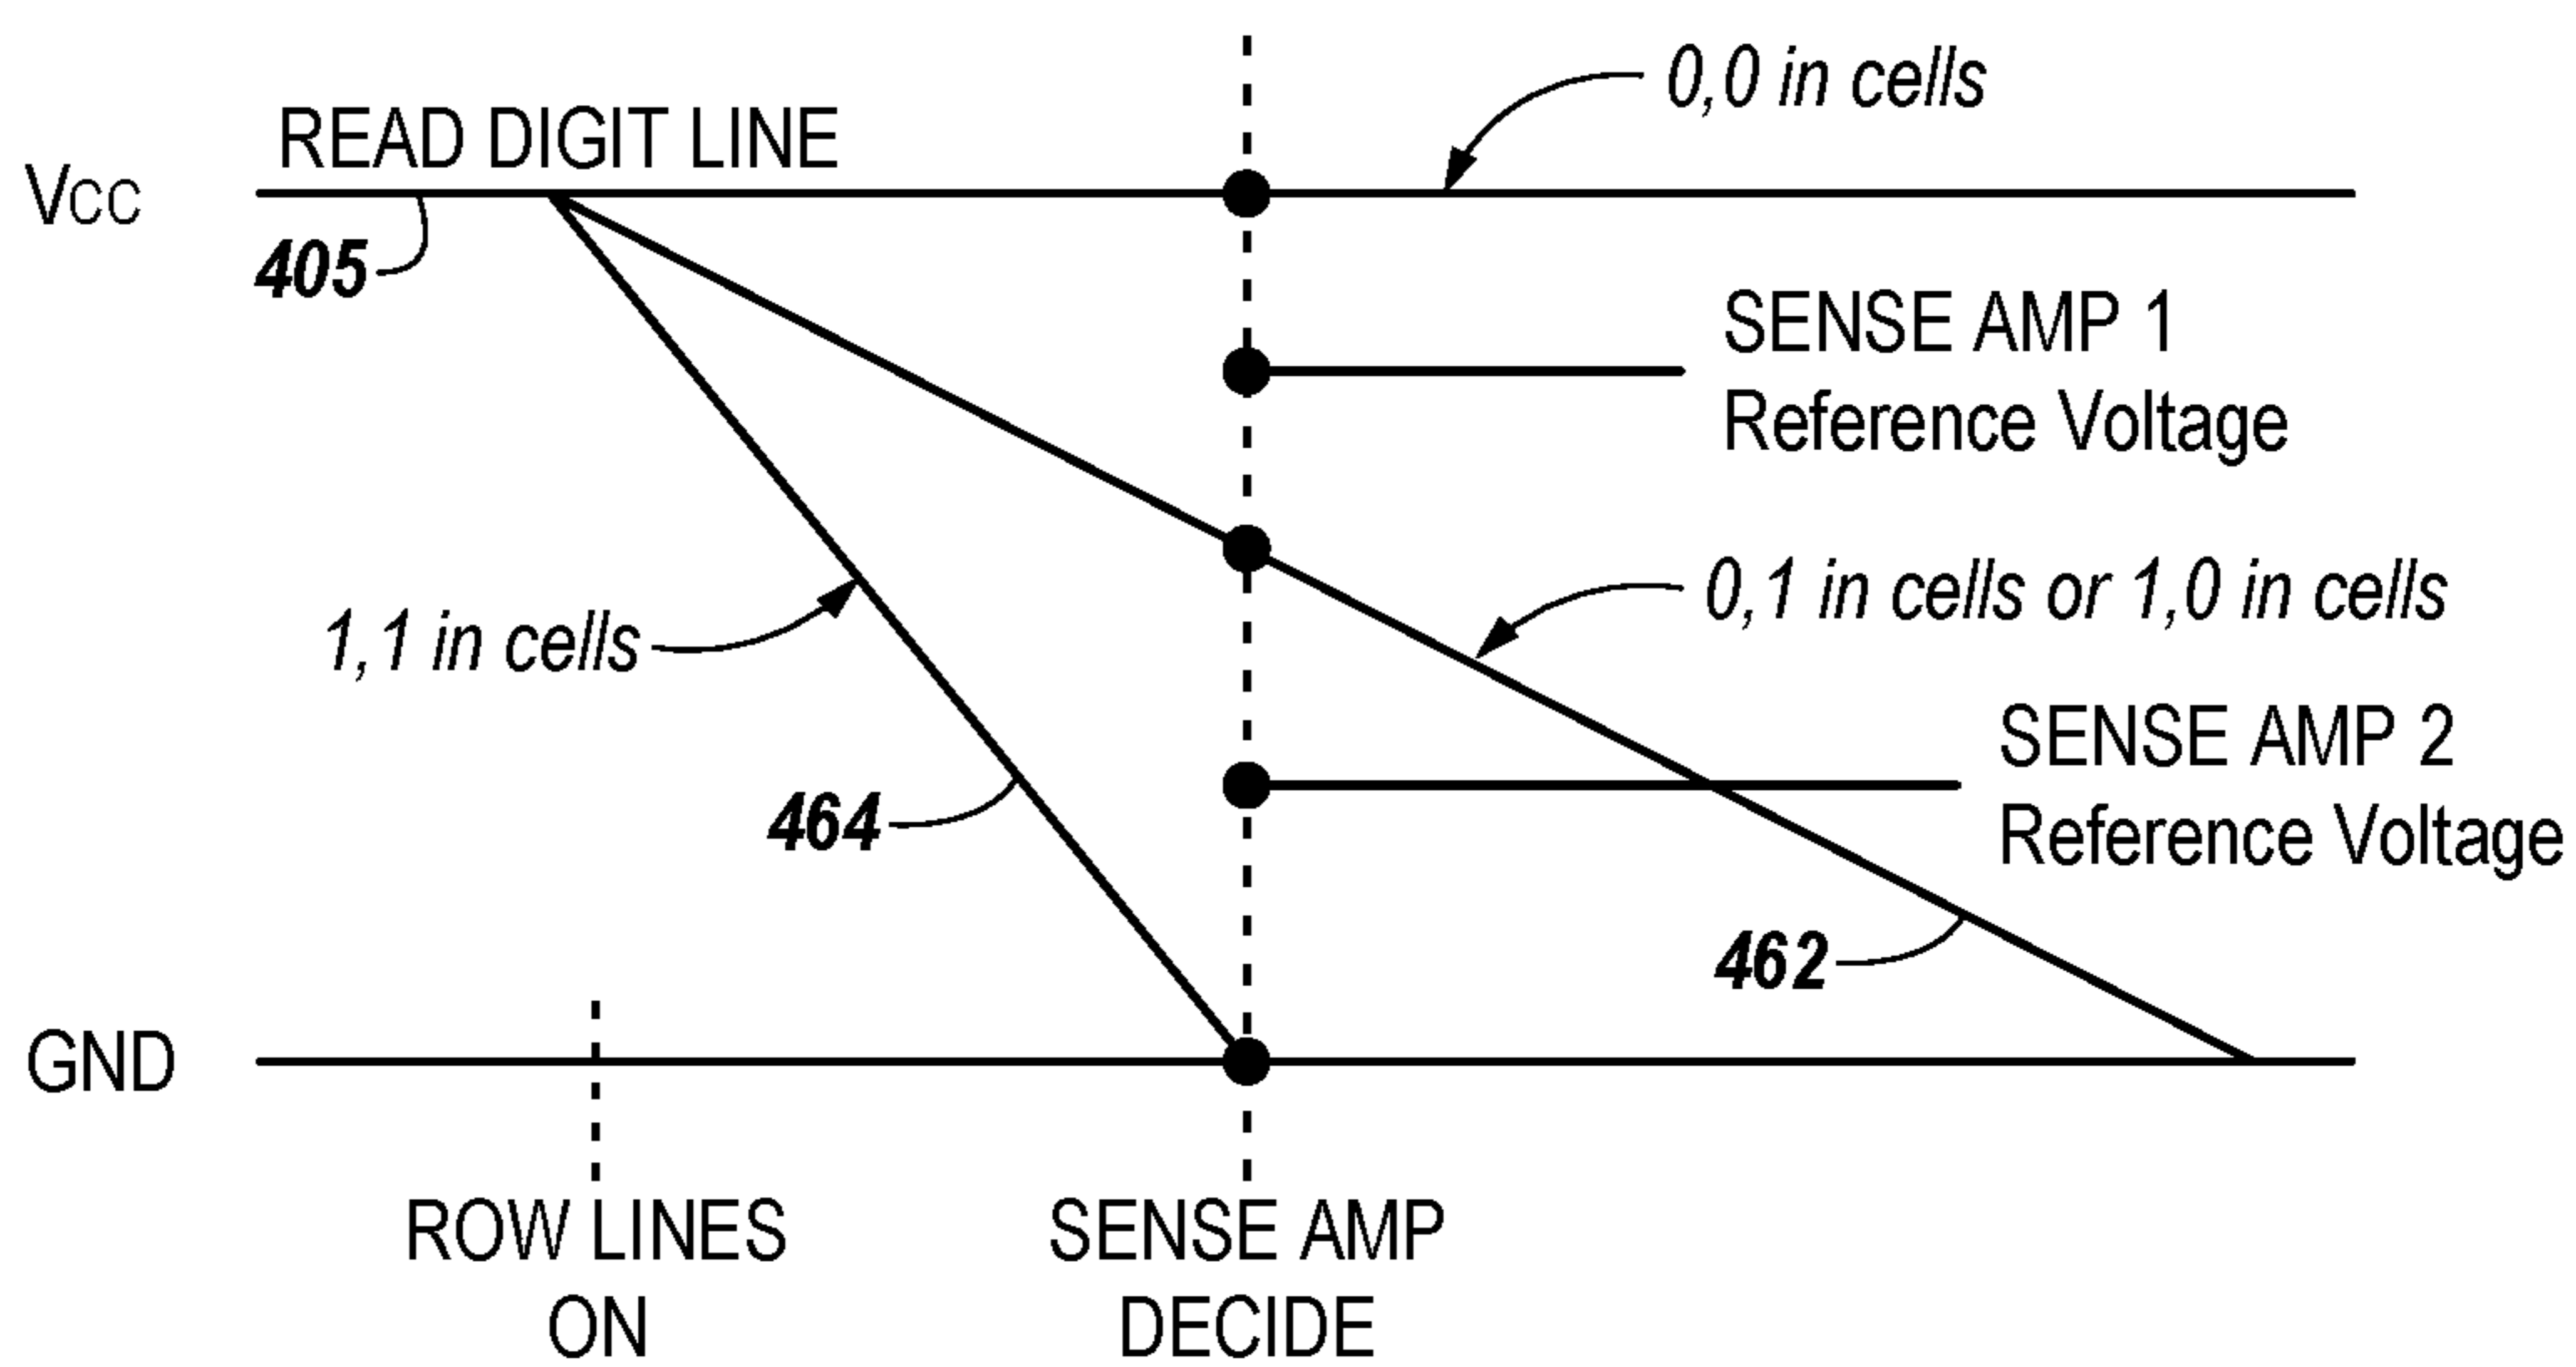 0,0 in cells
READ DIGIT LINE
VCC
405
SENSE AMP 1
Reference Voltage
0,1 in cells or 1,0 in cells
1,1 in cells
SENSE AMP 2
Reference Voltage
464
462
GND
ROW LINES
ON
SENSE AMP
DECIDE